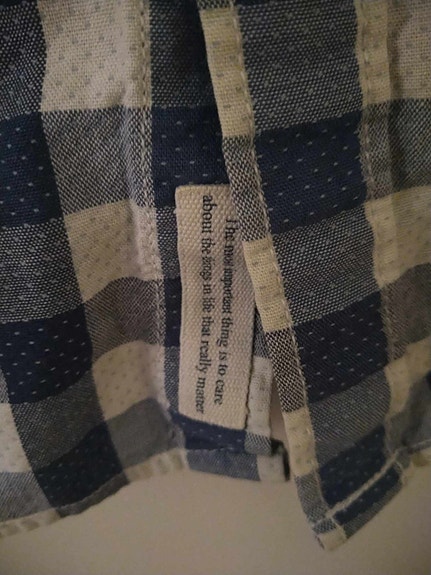 The most important thing is to care
about the things in life that really matter